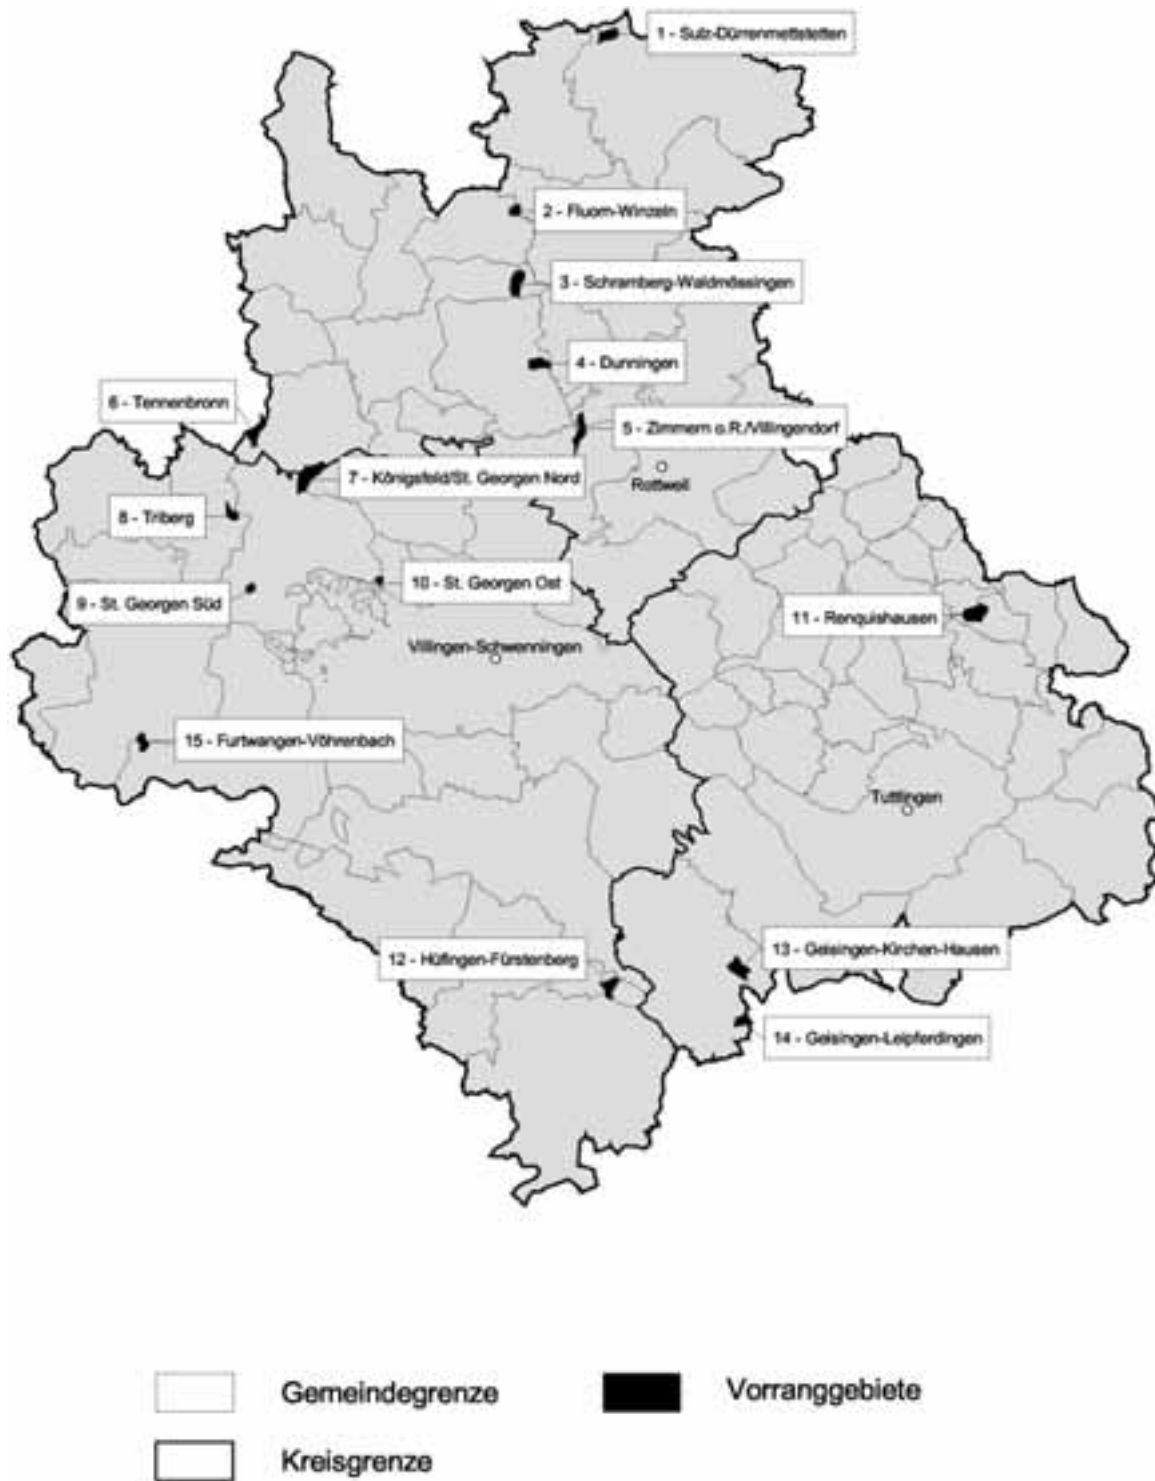 1 - Sulz-Dürrenmettstetten
2 - Fluorn-Winzeln
3 - Schramberg-Waldmössingen
4 - Dunningen
6 - Tennenbronn
5 - Zimmern o.R./Villingendorf
7 - Königsfeld/St. Georgen Nord
Rottweil
8 - Triberg
10 - St. Georgen Ost
9 - St. Georgen Süd
11 - Renquishausen
Villingen-Schwenningen
15 - Furtwangen-Vöhrenbach
Tuttlingen
13 - Geisingen-Kirchen-Hausen
12 - Hüfingen-Fürstenberg
14 - Geisingen-Leipferdingen
Gemeindegrenze
Vorranggebiete
Kreisgrenze